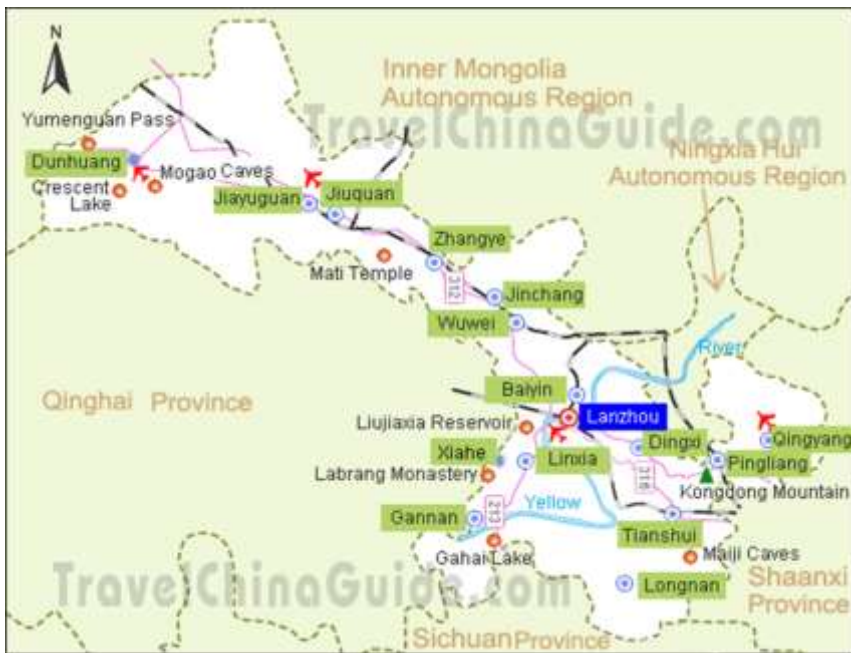 N
Inner Mongolia
Autonomous Region
TravelChinaGuide.com
Yumenguan Pass
Ningxia Hui
Autonomous Region
Dunhuang
Mogao Caves
Crescent
Lake
Jiayuguan
Jiuquan
Zhangye
Mati Temple
312
Jinchang
Wuwei
River
Qinghai Province
Baiyin
Liujiaxia Reservoir
Lanzhou
Dingxi
Qingyang
Xiahe
Linxia
Pingliang
Labrang Monastery
316
Kongdong Mountain
Gannan
213
Yellow
Tianshui
Gahai Lake
Maiji Caves
TravelChinaGuide.com
Longnan
Shaanxi
Province
Sichuan Province